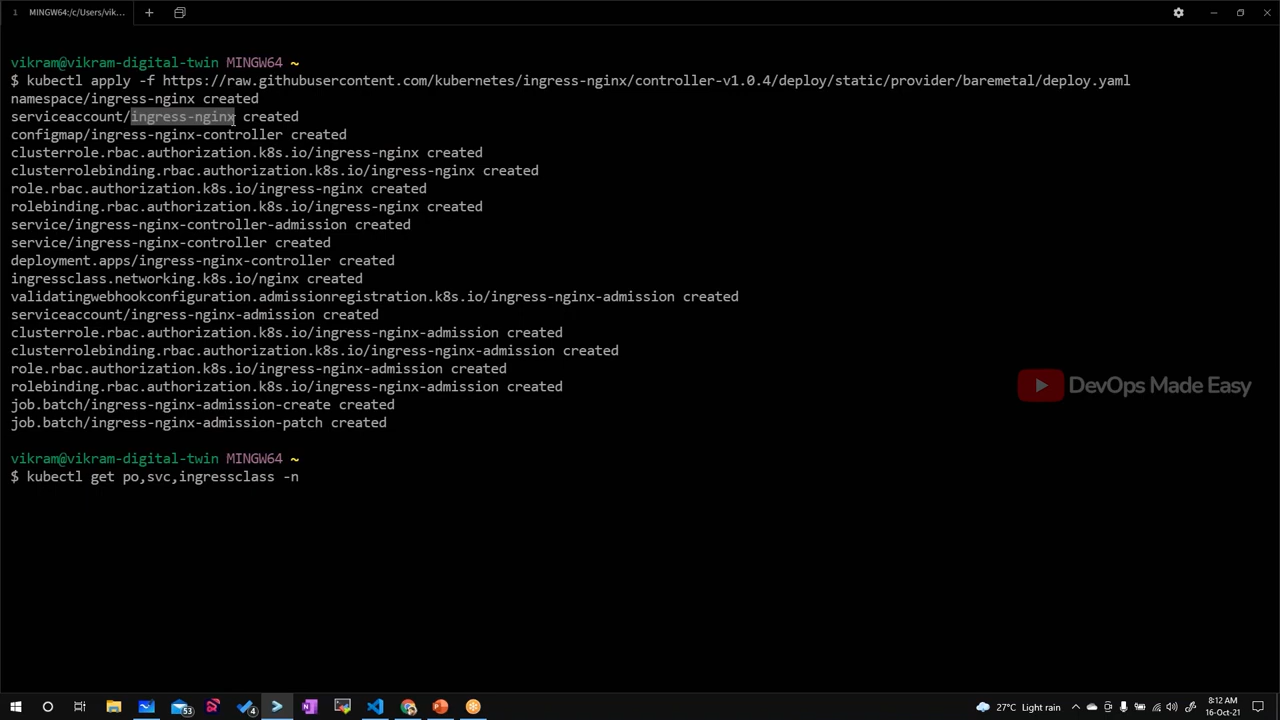 1 MINGW64:/c/Users/vik...
vikram@vikram-digital-twin MINGW64 ~
$ kubectl apply -f https://raw.githubusercontent.com/kubernetes/ingress-nginx/controller-v1.0.4/deploy/static/provider/baremetal/deploy.yaml
namespace/ingress-nginx created
serviceaccount/ingress-nginx created
configmap/ingress-nginx-controller created
clusterrole.rbac.authorization.k8s.io/ingress-nginx created
clusterrolebinding.rbac.authorization.k8s.io/ingress-nginx created
role.rbac.authorization.k8s.io/ingress-nginx created
rolebinding.rbac.authorization.k8s.io/ingress-nginx created
service/ingress-nginx-controller-admission created
service/ingress-nginx-controller created
deployment.apps/ingress-nginx-controller created
ingressclass.networking.k8s.io/nginx created
validatingwebhookconfiguration.admissionregistration.k8s.io/ingress-nginx-admission created
serviceaccount/ingress-nginx-admission created
clusterrole.rbac.authorization.k8s.io/ingress-nginx-admission created
clusterrolebinding.rbac.authorization.k8s.io/ingress-nginx-admission created
role.rbac.authorization.k8s.io/ingress-nginx-admission created
DevOps Made Easy
rolebinding.rbac.authorization.k8s.io/ingress-nginx-admission created
job.batch/ingress-nginx-admission-create created
job.batch/ingress-nginx-admission-patch created
vikram@vikram-digital-twin MINGW64 ~
$ kubectl get po,svc,ingressclass -n
53
4
27°C Light rain
8:12 AM
16-Oct-21